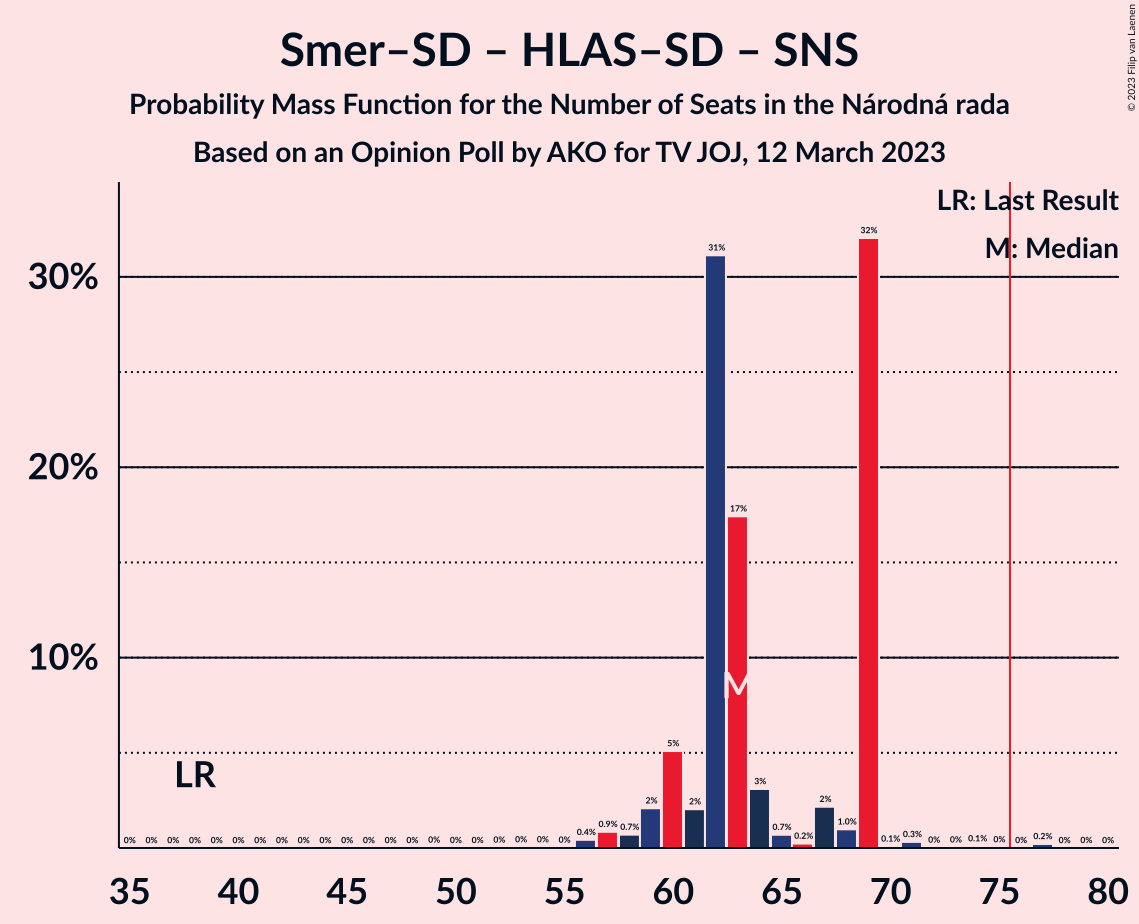 Smer–SD – HLAS–SD – SNS
Probability Mass Function for the Number of Seats in the Národná rada
Based on an Opinion Poll by AKO for TV JOJ, 12 March 2023
© 2023 Filip van Laenen
LR: Last Result
M: Median
30%
20%
10%
LR
M
0% 0% 0% 0% 0% 0% 0% 0% 0% 0% 0% 0% 0% 0% 0% 0% 0% 0% 0% 0% 0% 0.4% 0.9% 0.7% 2% 5% 2% 31% 17% 3% 0.7% 0.2% 2% 1.0% 32% 0.1% 0.3% 0% 0% 0.1% 0% 0% 0.2% 0% 0% 0%
35 40 45 50 55 60 65 70 75 80